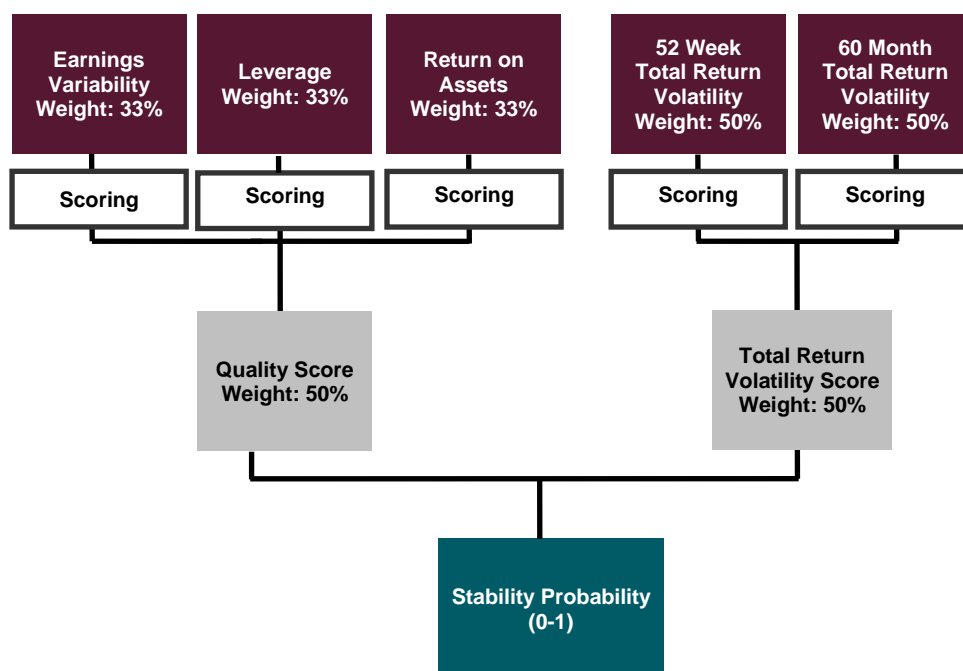 Earnings
Variability
Weight: 33%
Leverage
Weight: 33%
Return on
Assets
Weight: 33%
52 Week
Total Return
Volatility
Weight: 50%
60 Month
Total Return
Volatility
Weight: 50%
Scoring
Scoring
Scoring
Scoring
Scoring
Quality Score
Weight: 50%
Total Return
Volatility Score
Weight: 50%
Stability Probability
(0-1)